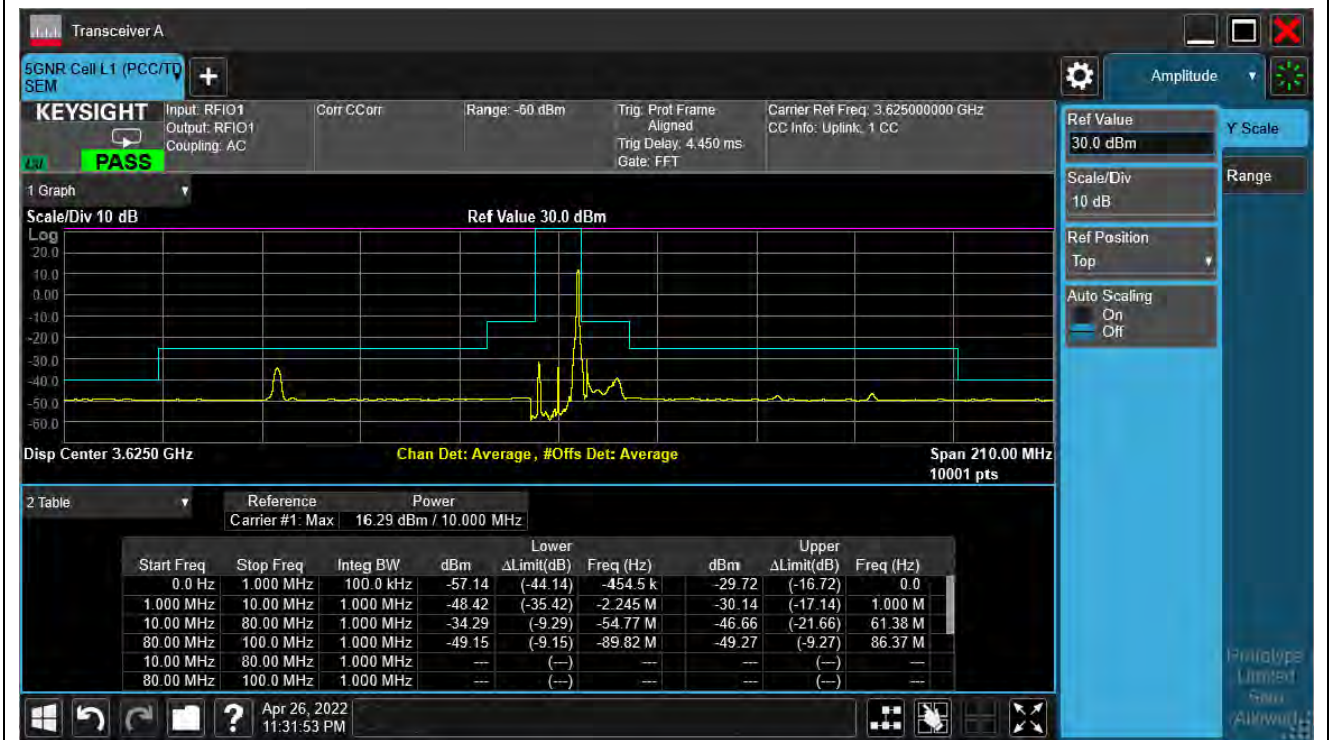 Transceiver A
5GNR Cell L1 (PCC/TD
SEM
+
Amplitude
KEYSIGHT
Input: RFIO1
Output: RFIO1
Coupling: AC
Corr CCorr
Range: -60 dBm
Trig: Prot Frame
Aligned
Trig Delay: 4.450 ms
Gate: FFT
Carrier Ref Freq: 3.625000000 GHz
CC Info: Uplink, 1 CC
PASS
Ref Value
30.0 dBm
Y Scale
Scale/Div
10 dB
Range
Ref Position
Top
Auto Scaling
On
Off
1 Graph
Scale/Div 10 dB
Ref Value 30.0 dBm
Log
20.0
10.0
0.00
-10.0
-20.0
-30.0
-40.0
-50.0
-60.0
Disp Center 3.6250 GHz
Chan Det: Average, #Offs Det: Average
Span 210.00 MHz
10001 pts
2 Table
Reference Power
Carrier #1: Max 16.29 dBm / 10.000 MHz
Lower Upper
Start Freq Stop Freq Integ BW dBm ΔLimit(dB) Freq (Hz) dBm ΔLimit(dB) Freq (Hz)
0.0 Hz 1.000 MHz 100.0 kHz -57.14 (-44.14) -454.5 k -29.72 (-16.72) 0.0
1.000 MHz 10.00 MHz 1.000 MHz -48.42 (-35.42) -2.245 M -30.14 (-17.14) 1.000 M
10.00 MHz 80.00 MHz 1.000 MHz -34.29 (-9.29) -54.77 M -46.66 (-21.66) 61.38 M
80.00 MHz 100.0 MHz 1.000 MHz -49.15 (-9.15) -89.82 M -49.27 (-9.27) 86.37 M
10.00 MHz 80.00 MHz 1.000 MHz --- (---) --- --- (---) ---
80.00 MHz 100.0 MHz 1.000 MHz --- (---) --- --- (---) ---
Prototype
Limited
?
Apr 26, 2022
11:31:53 PM